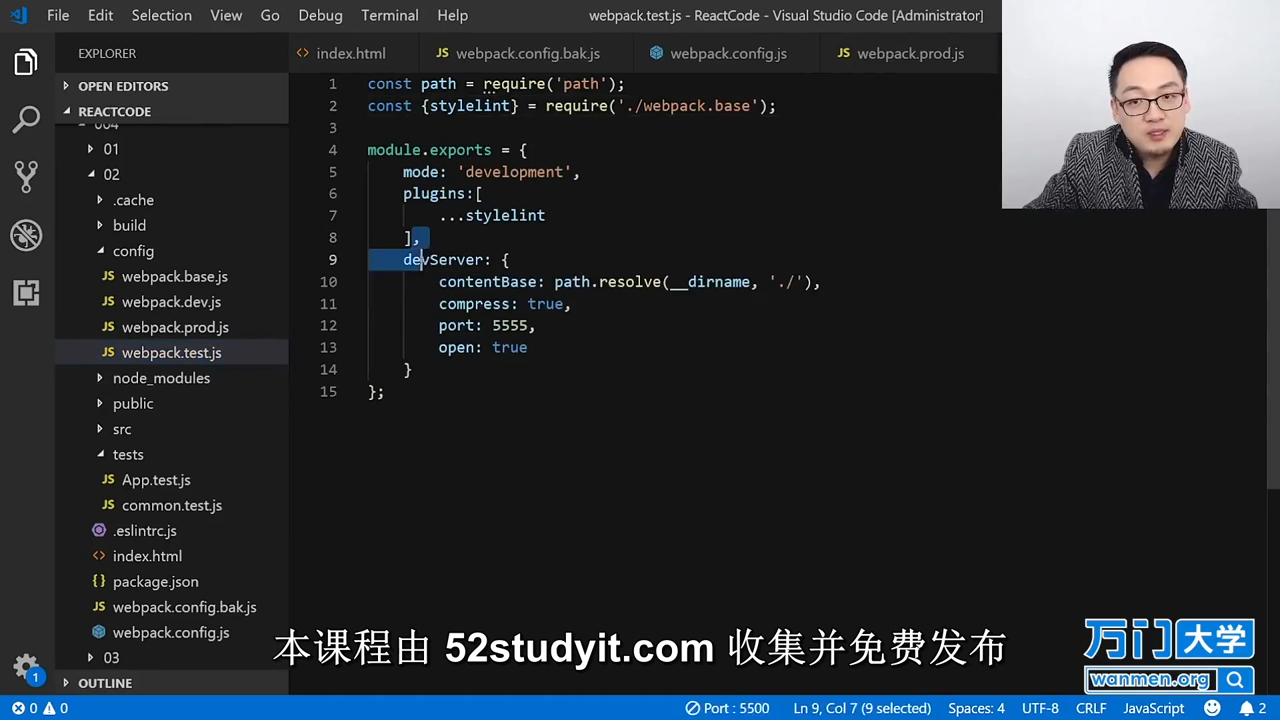 File Edit Selection View Go Debug Terminal Help
webpack.test.js - ReactCode - Visual Studio Code [Administrator]
EXPLORER
index.html
webpack.config.bak.js
webpack.config.js
webpack.prod.js
OPEN EDITORS
REACTCODE
004
01
02
.cache
build
config
webpack.base.js
webpack.dev.js
webpack.prod.js
webpack.test.js
node_modules
public
src
tests
App.test.js
common.test.js
.eslintrc.js
index.html
package.json
webpack.config.bak.js
webpack.config.js
03
OUTLINE
1 const path = require('path');
2 const {stylelint} = require('./webpack.base');
3
4 module.exports = {
5 mode: 'development',
6 plugins:[
7 ...stylelint
8 ],
9 devServer: {
10 contentBase: path.resolve(__dirname, './'),
11 compress: true,
12 port: 5555,
13 open: true
14 }
15 };
本课程由 52studyit.com 收集并免费发布
万门大学
wanmen.org
1
0 0
Port : 5500
Ln 9, Col 7 (9 selected)
Spaces: 4
UTF-8
CRLF
JavaScript
2